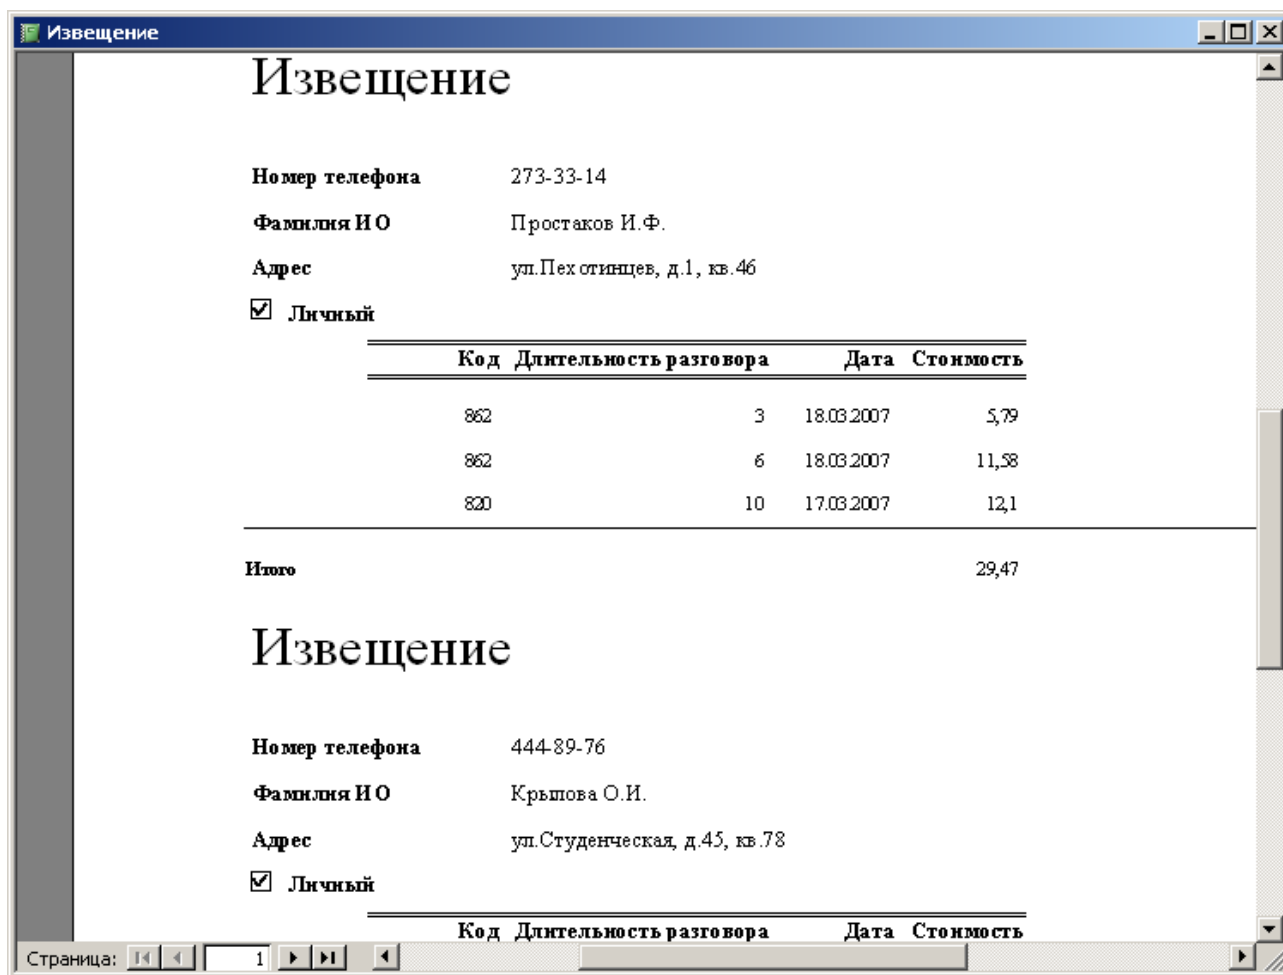 Извещение
Извещение
Номер телефона 273-33-14
Фамилия И О Простаков И.Ф.
Адрес ул.Пехотинцев, д.1, кв.46
Личный
Код Длительность разговора Дата Стоимость
862 3 18.03.2007 5,79
862 6 18.03.2007 11,58
820 10 17.03.2007 12,1
Итого 29,47
Извещение
Номер телефона 444-89-76
Фамилия И О Крылова О.И.
Адрес ул.Студенческая, д.45, кв.78
Личный
Код Длительность разговора Дата Стоимость
Страница: 1